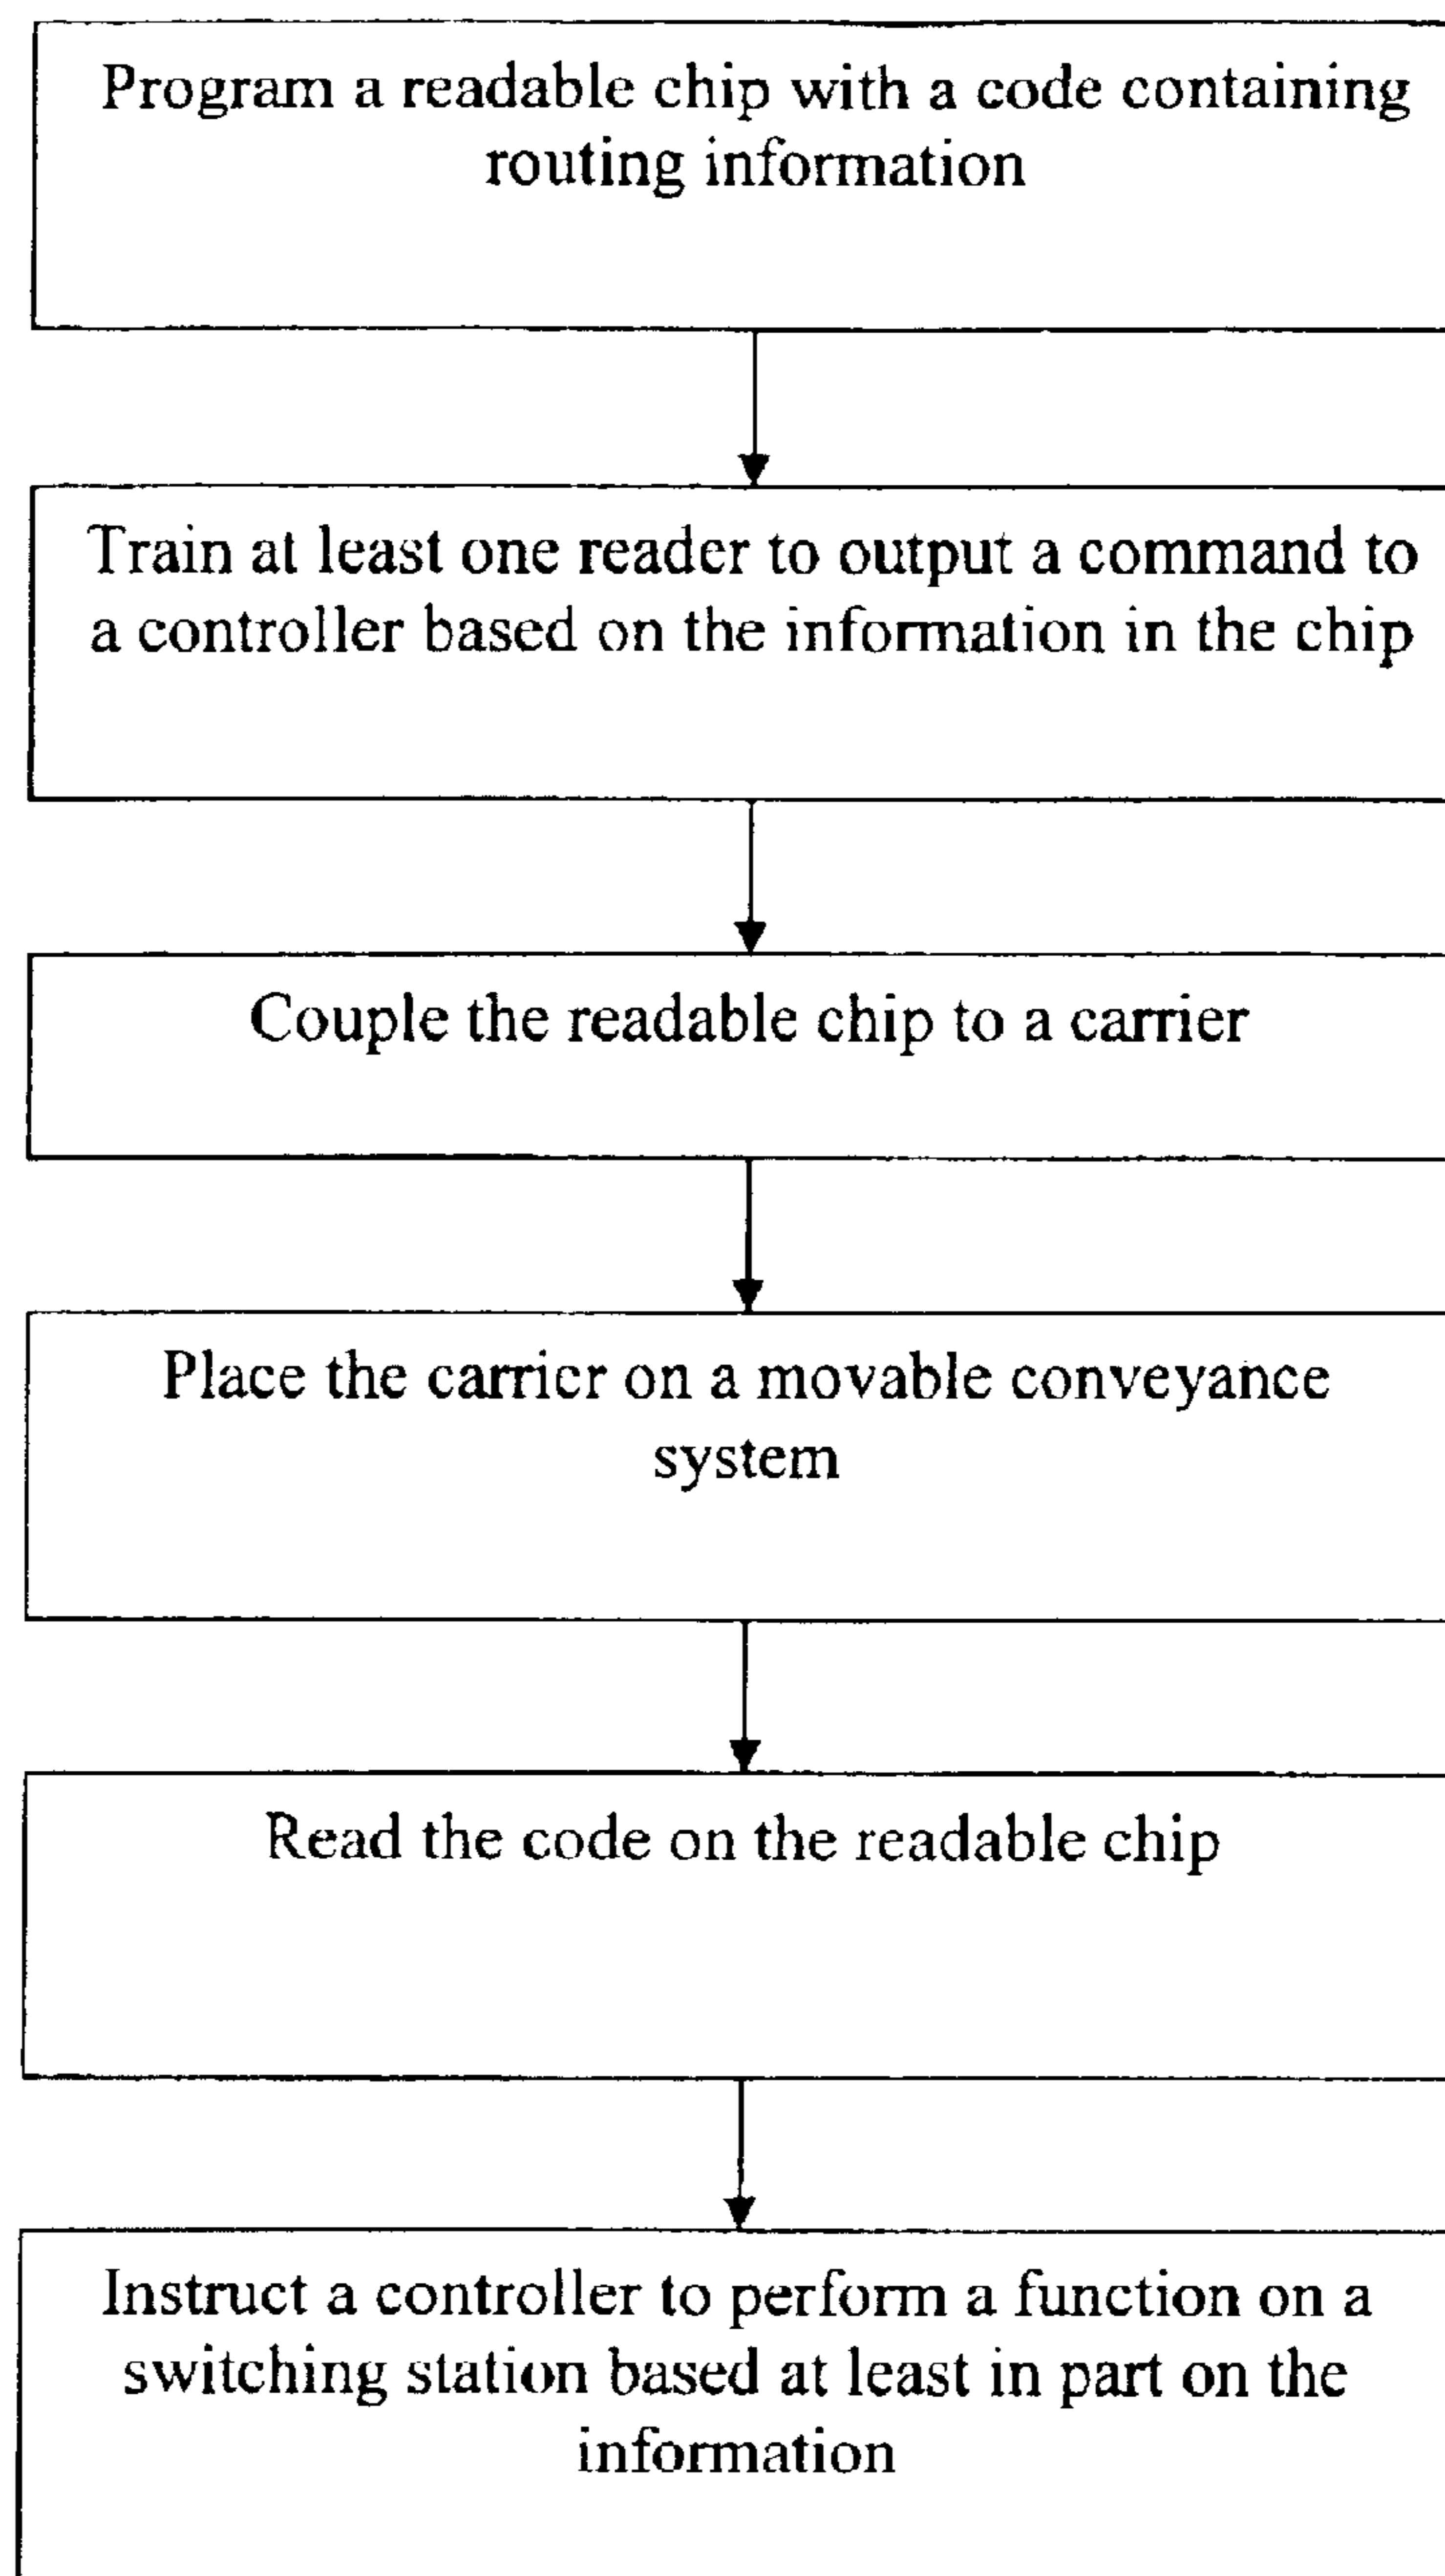 Program a readable chip with a code containing
routing information
Train at least one reader to output a command to
a controller based on the information in the chip
Couple the readable chip to a carrier
Place the carrier on a movable conveyance
system
Read the code on the readable chip
Instruct a controller to perform a function on a
switching station based at least in part on the
information